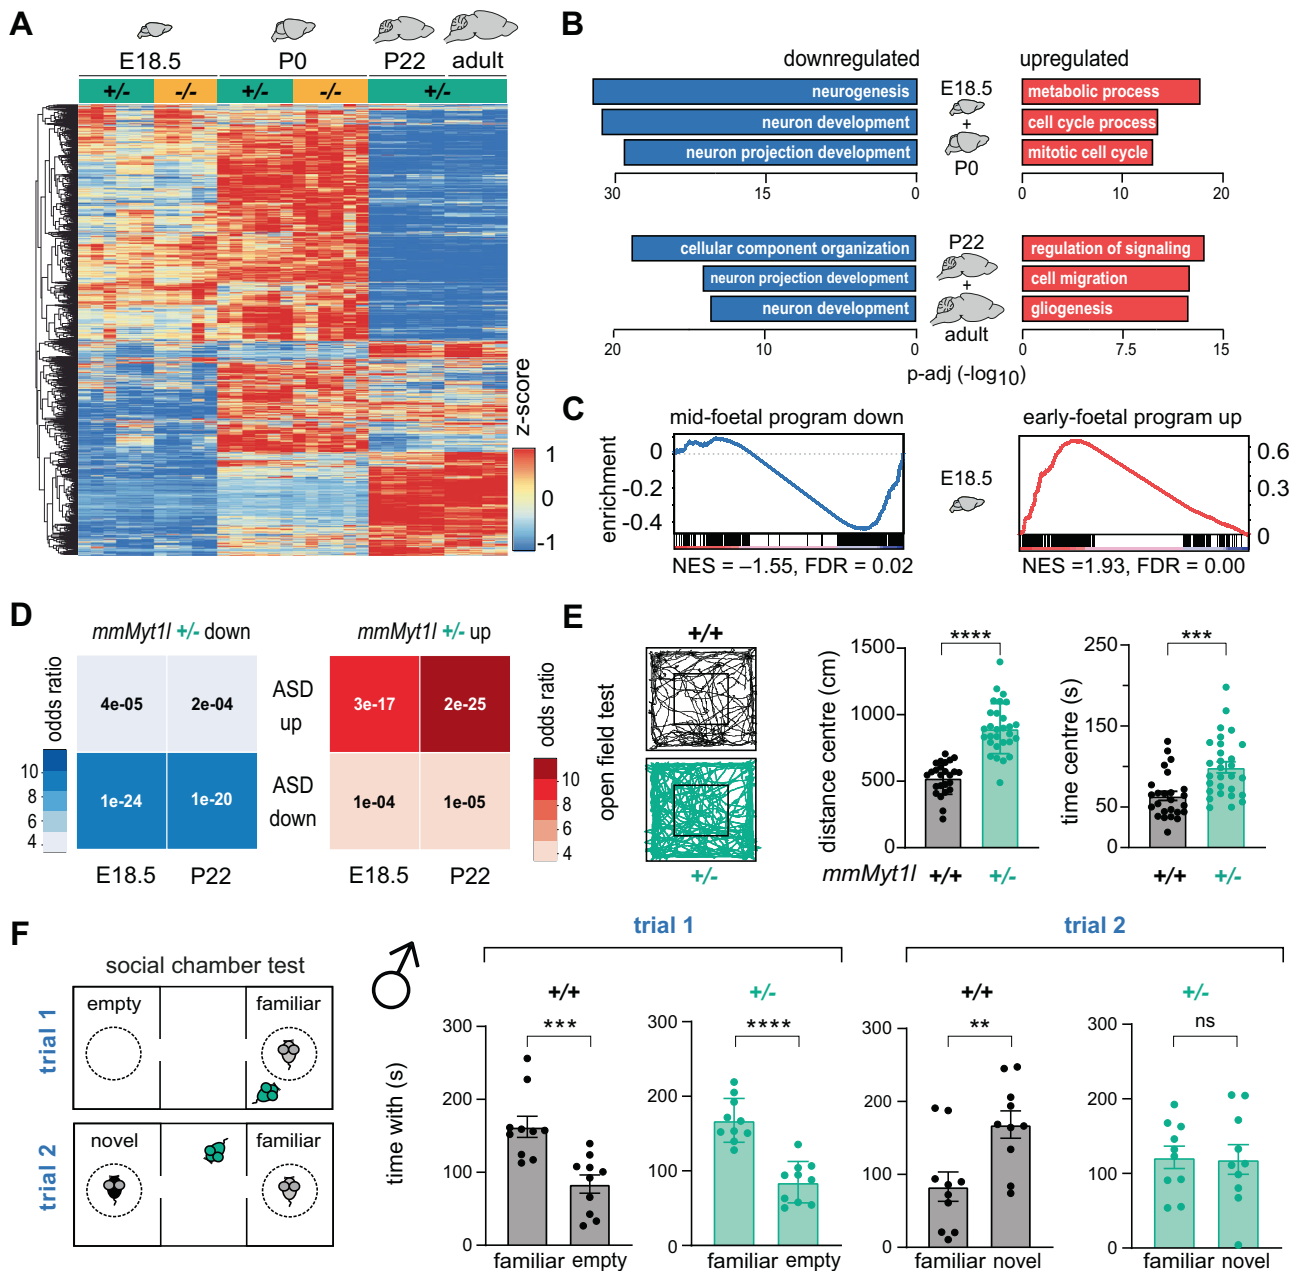 A
E18.5
P0
P22
adult
+/-
-/-
+/-
-/-
+/-
z-score
1
0
-1
B
downregulated
upregulated
neurogenesis
neuron development
neuron projection development
E18.5
+
P0
metabolic process
cell cycle process
mitotic cell cycle
30
15
0
0
10
20
cellular component organization
neuron projection development
neuron development
P22
+
adult
regulation of signaling
cell migration
gliogenesis
20
10
0
0
7.5
15
p-adj (-log10)
C
mid-foetal program down
early-foetal program up
enrichment
0
-0.2
-0.4
E18.5
0.6
0.3
0
NES = −1.55, FDR = 0.02
NES =1.93, FDR = 0.00
D
mmMyt1l +/- down
mmMyt1l +/- up
odds ratio
10
8
6
4
4e-05
2e-04
1e-24
1e-20
ASD
up
ASD
down
3e-17
2e-25
1e-04
1e-05
odds ratio
10
8
6
4
E18.5
P22
E18.5
P22
E
open field test
+/+
+/-
distance centre (cm)
1500
1000
500
0
****
mmMyt1l
+/+
+/-
time centre (s)
250
150
50
0
***
+/+
+/-
F
social chamber test
trial 1
empty
familiar
trial 2
novel
familiar
trial 1
trial 2
time with (s)
+/+
300
200
100
0
***
familiar
empty
+/-
300
200
100
0
****
familiar
empty
+/+
300
200
100
0
**
familiar
novel
+/-
300
200
100
0
ns
familiar
novel